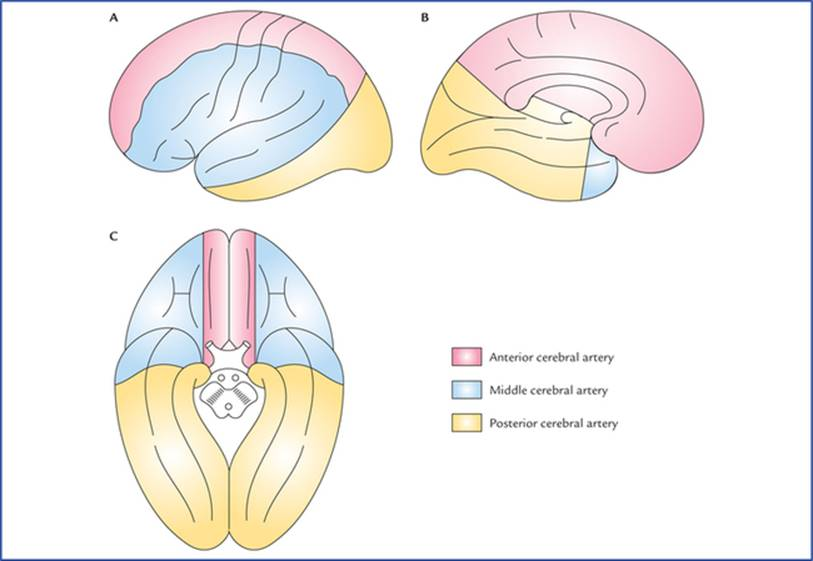 A
B
C
Anterior cerebral artery
Middle cerebral artery
Posterior cerebral artery